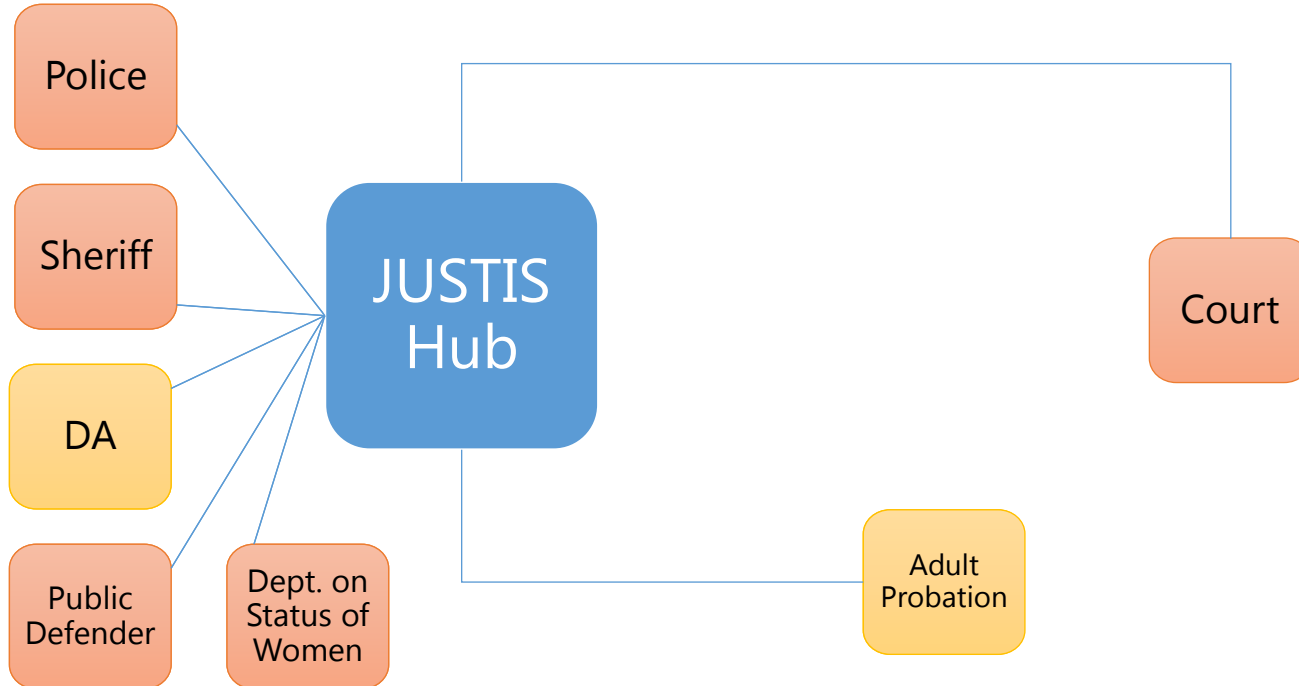 Police
Sheriff
DA
Public
Defender
Dept. on
Status of
Women
JUSTIS
Hub
Court
Adult
Probation